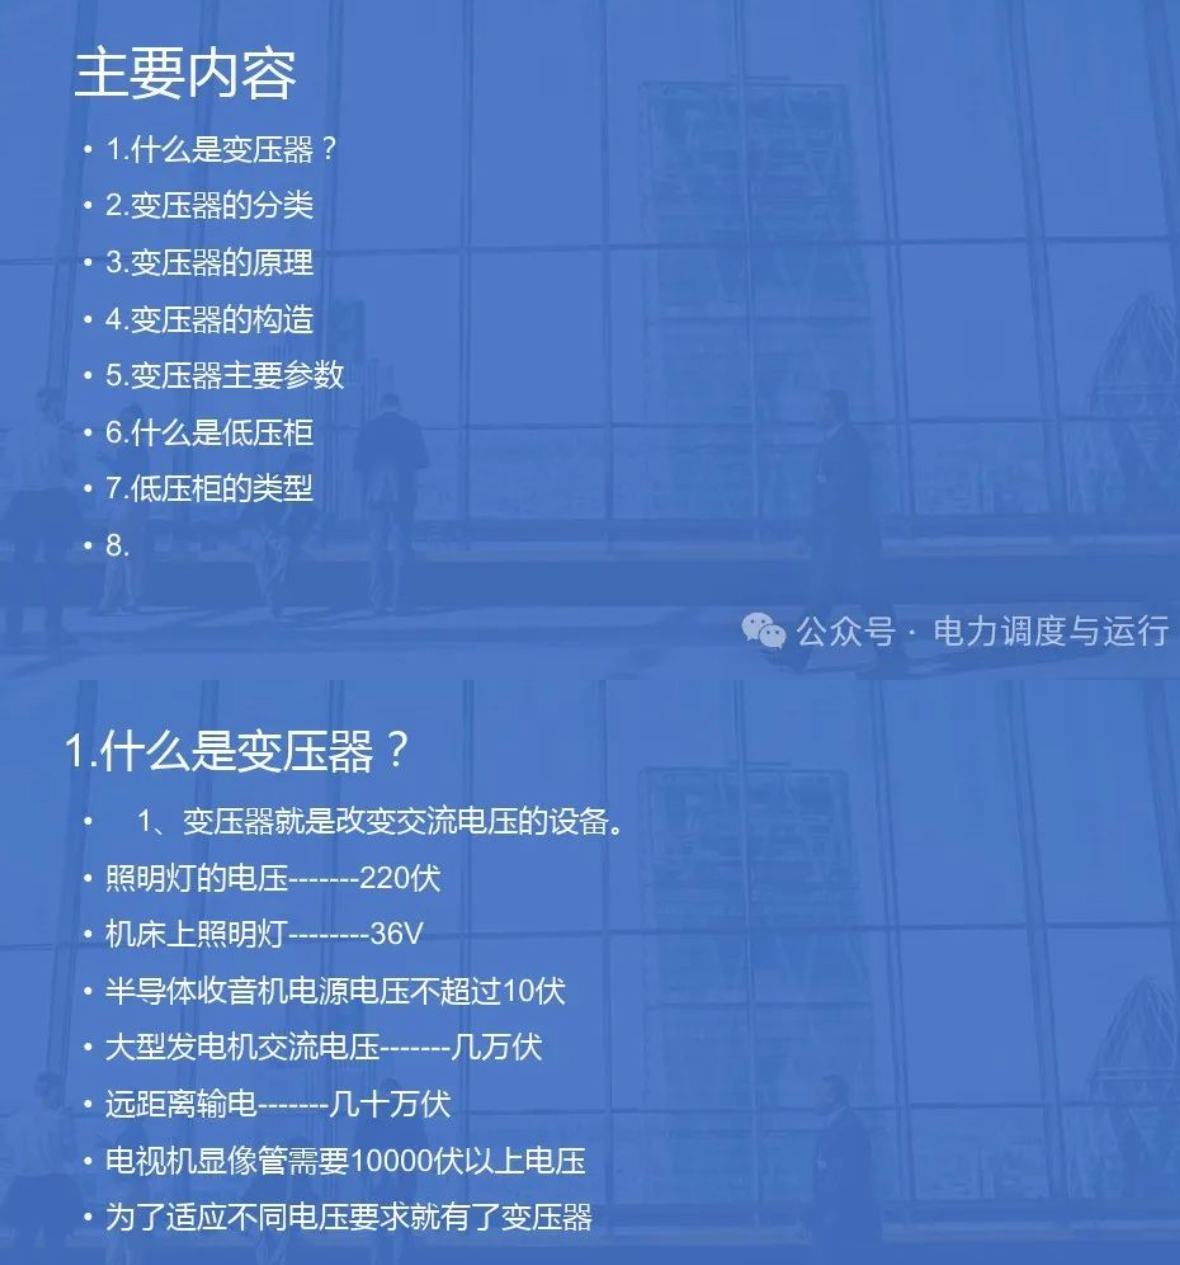 主要内容
• 1.什么是变压器？
• 2.变压器的分类
• 3.变压器的原理
• 4.变压器的构造
• 5.变压器主要参数
• 6.什么是低压柜
• 7.低压柜的类型
• 8.
公众号 · 电力调度与运行
1.什么是变压器？
• 1、变压器就是改变交流电压的设备。
• 照明灯的电压-------220伏
• 机床上照明灯--------36V
• 半导体收音机电源电压不超过10伏
• 大型发电机交流电压-------几万伏
• 远距离输电-------几十万伏
• 电视机显像管需要10000伏以上电压
• 为了适应不同电压要求就有了变压器